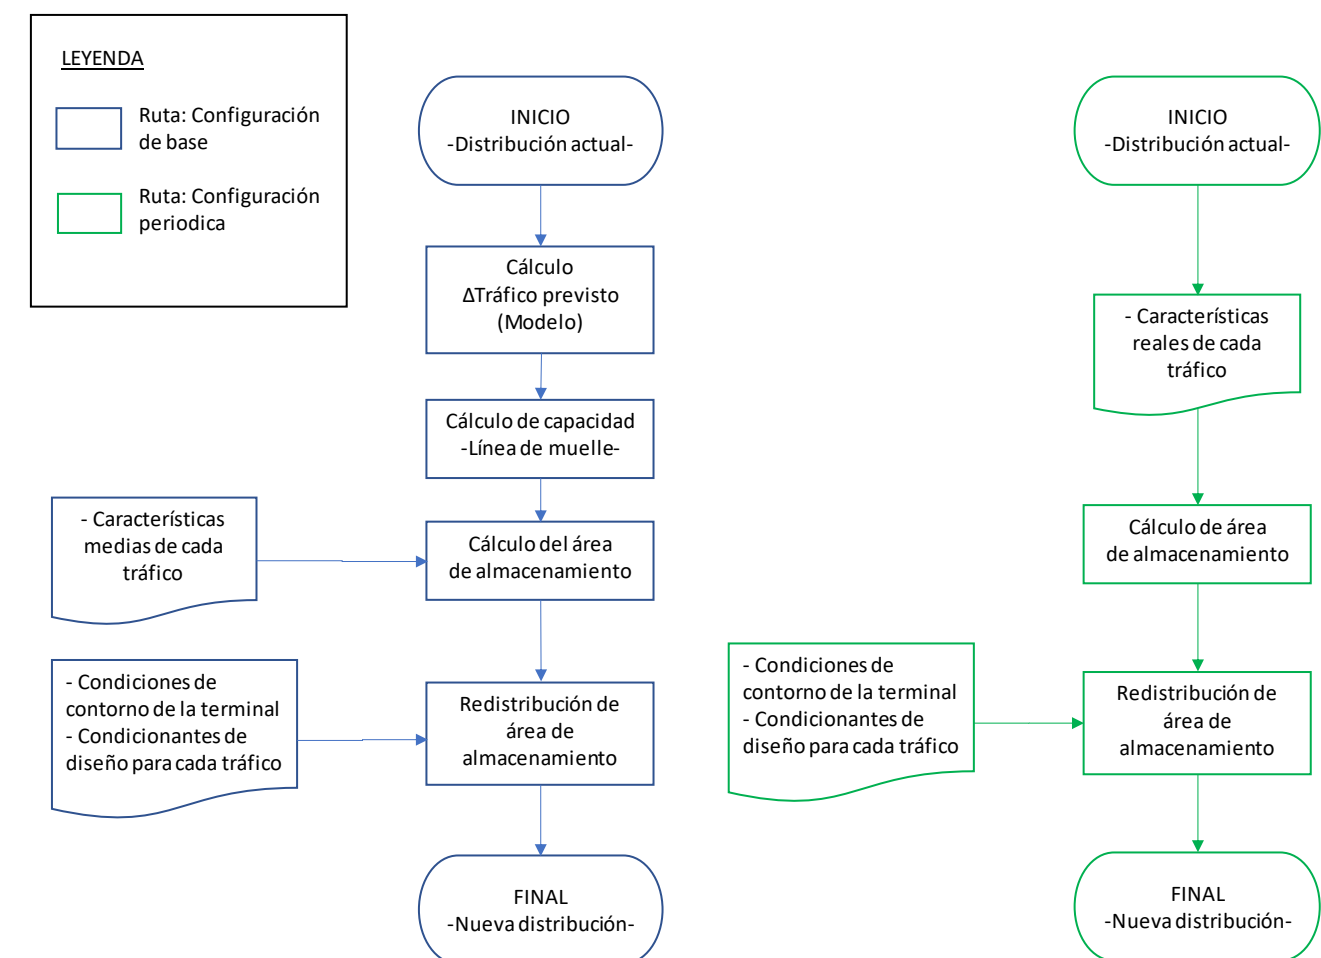 LEYENDA
Ruta: Configuración
de base
Ruta: Configuración
periodica
INICIO
-Distribución actual-
Cálculo
ΔTráfico previsto
(Modelo)
Cálculo de capacidad
-Línea de muelle-
- Características
medias de cada
tráfico
Cálculo del área
de almacenamiento
- Condiciones de
contorno de la terminal
- Condicionantes de
diseño para cada tráfico
Redistribución de
área de
almacenamiento
FINAL
-Nueva distribución-
INICIO
-Distribución actual-
- Características
reales de cada
tráfico
Cálculo de área
de almacenamiento
- Condiciones de
contorno de la terminal
- Condicionantes de
diseño para cada tráfico
Redistribución de
área de
almacenamiento
FINAL
-Nueva distribución-